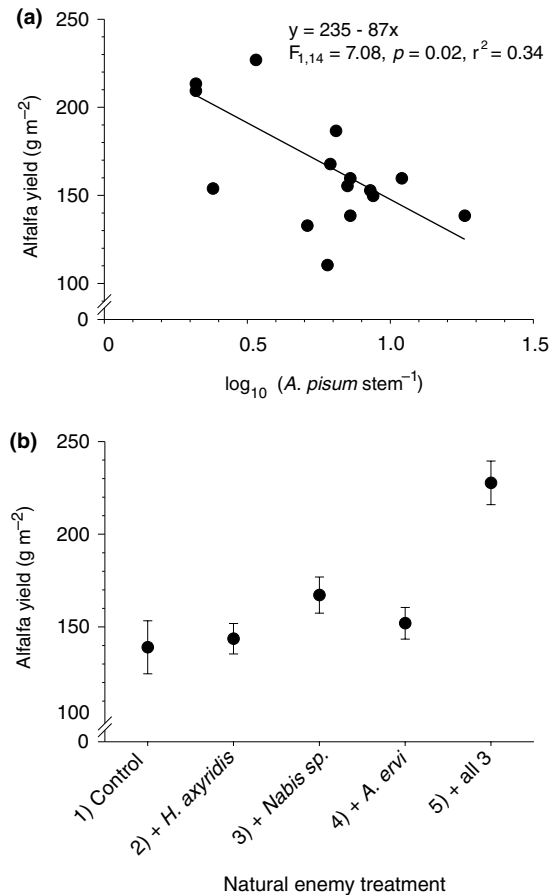 (a)
y = 235 - 87x
F1,14 = 7.08, p = 0.02, r² = 0.34
250
200
150
100
0
Alfalfa yield (g m−2)
0 0.5 1.0 1.5
log10 (A. pisum stem−1)
(b)
250
200
150
100
0
Alfalfa yield (g m−2)
1) Control
2) + H. axyridis
3) + Nabis sp.
4) + A. ervi
5) + all 3
Natural enemy treatment